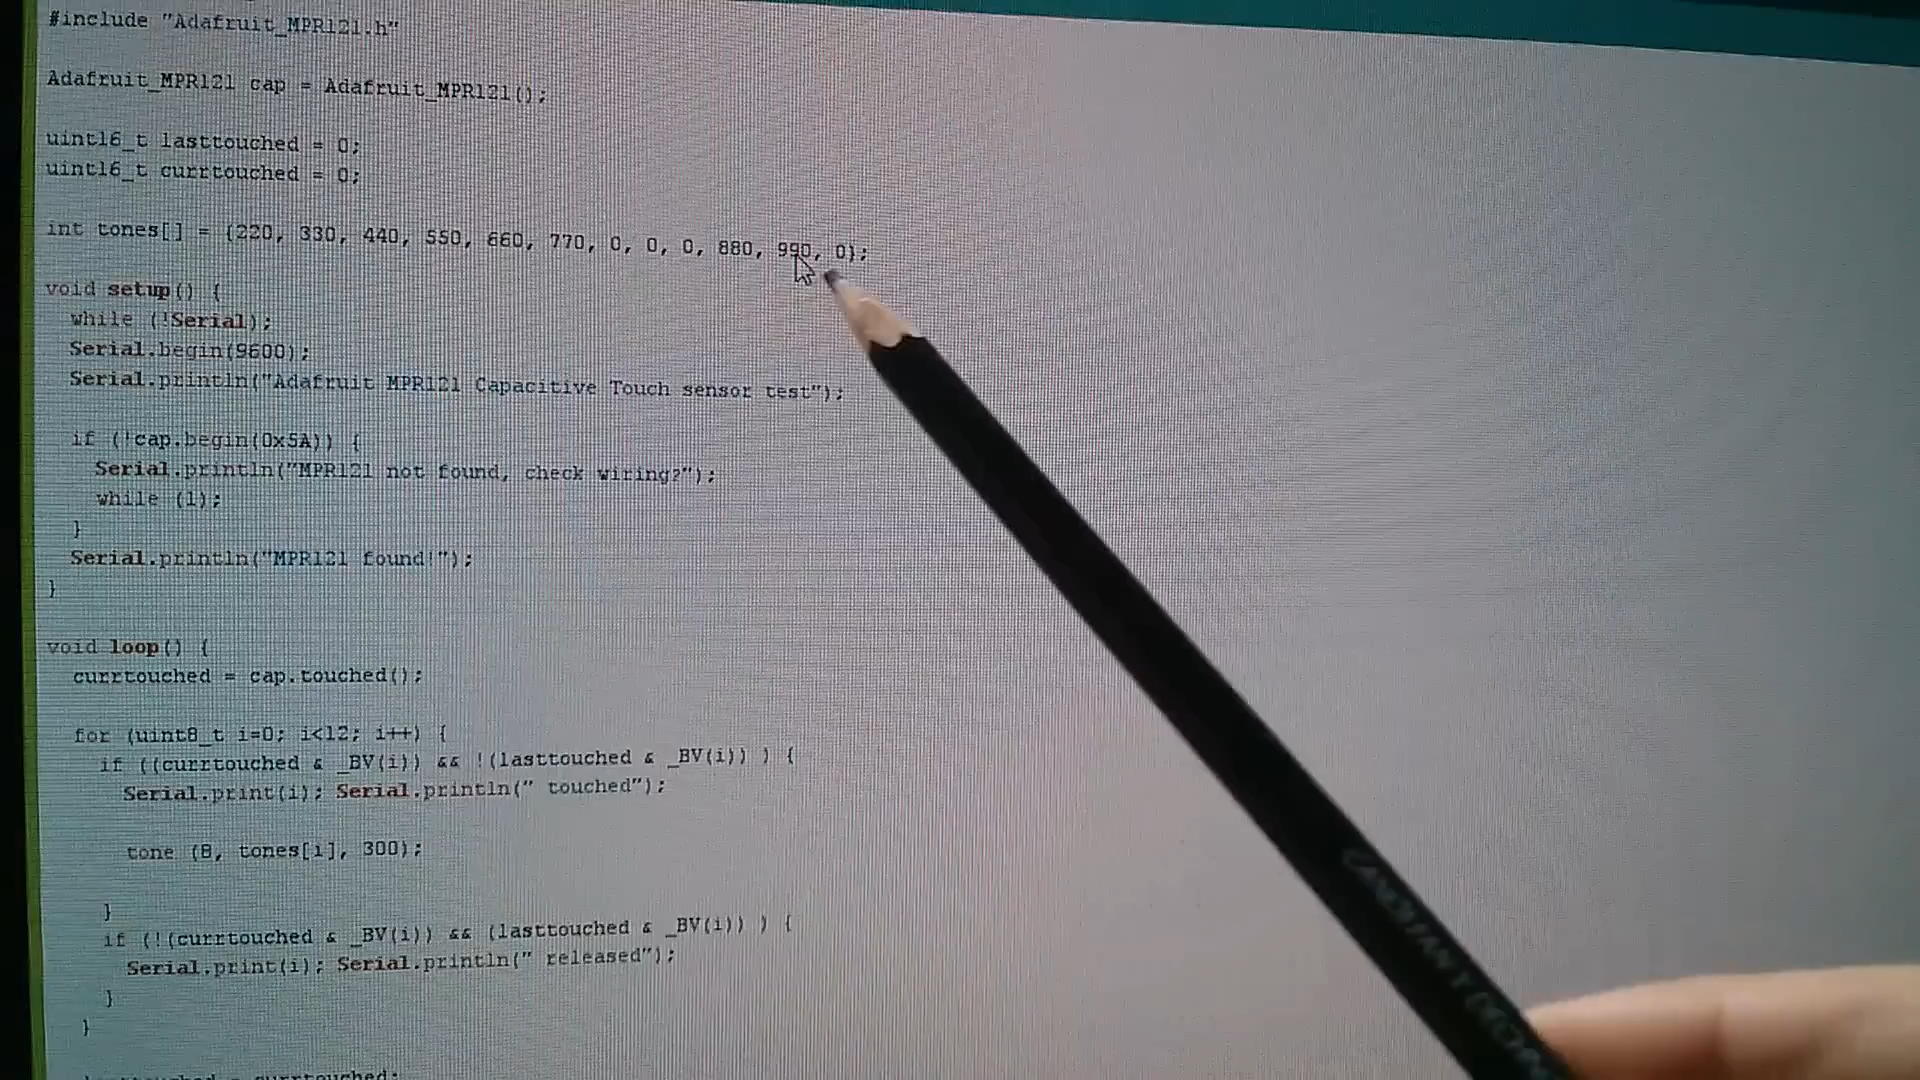 #include "Adafruit_MPR121.h"
Adafruit_MPR121 cap = Adafruit_MPR121();
uint16_t lasttouched = 0;
uint16_t currtouched = 0;
int tones[] = {220, 330, 440, 550, 660, 770, 0, 0, 0, 880, 990, 0};
void setup() {
while (!Serial);
Serial.begin(9600);
Serial.println("Adafruit MPR121 Capacitive Touch sensor test");
if (!cap.begin(0x5A)) {
Serial.println("MPR121 not found, check wiring?");
while (1);
}
Serial.println("MPR121 found!");
}
void loop() {
currtouched = cap.touched();
for (uint8_t i=0; i<12; i++) {
if ((currtouched & _BV(i)) && !(lasttouched & _BV(i)) ) {
Serial.print(i); Serial.println(" touched");
tone (8, tones[i], 300);
}
if (!(currtouched & _BV(i)) && (lasttouched & _BV(i)) ) {
Serial.print(i); Serial.println(" released");
}
}